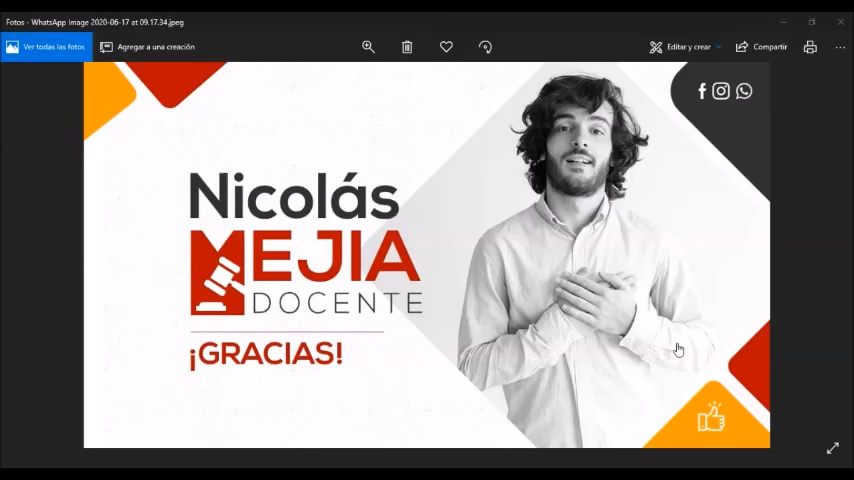 Fotos - WhatsApp Image 2020-06-17 at 09.17.34.jpeg
Ver todas las fotos
Agregar a una creación
Editar y crear
Compartir
Nicolás
MEJIA
DOCENTE
¡GRACIAS!